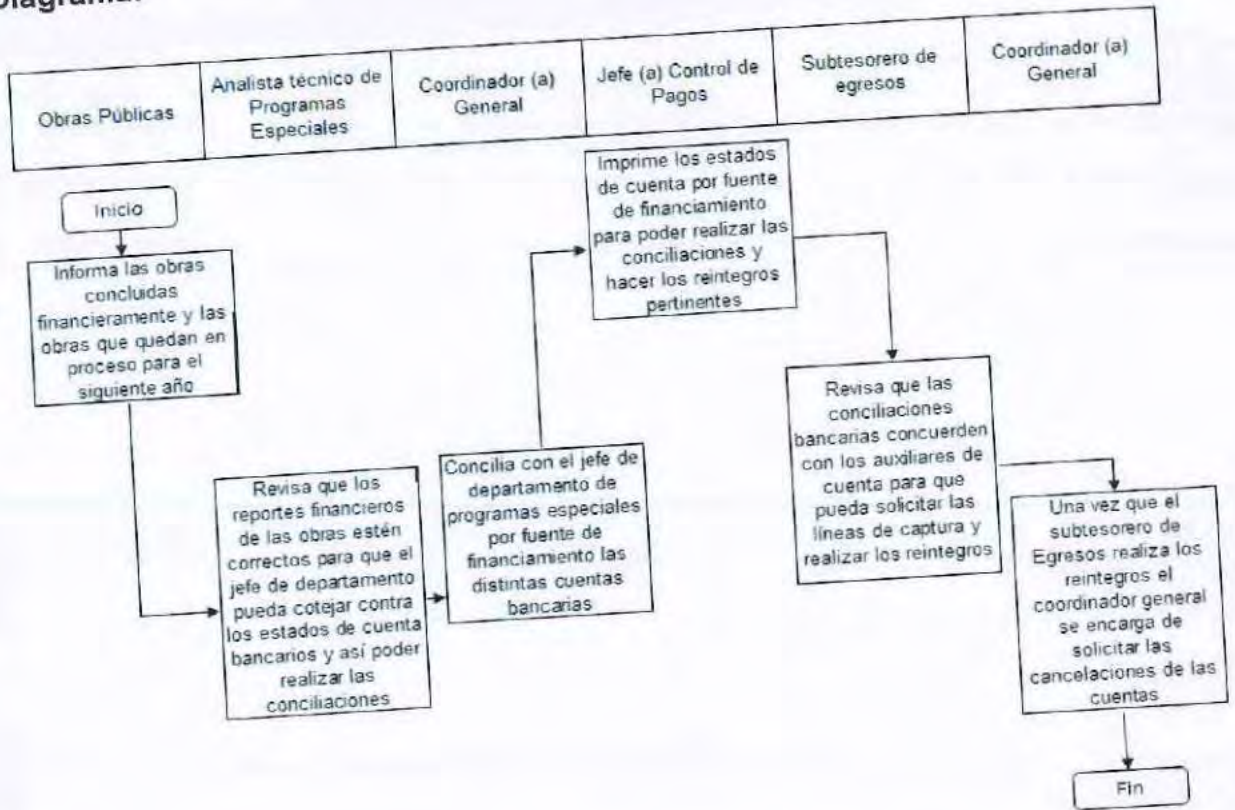 Diagrama.
Obras Públicas
Analista técnico de
Programas
Especiales
Coordinador (a)
General
Jefe (a) Control de
Pagos
Subtesorero de
egresos
Coordinador (a)
General
Inicio
Informa las obras
concluidas
financieramente y las
obras que quedan en
proceso para el
siguiente año
Revisa que los
reportes financieros
de las obras estén
correctos para que el
jefe de departamento
pueda cotejar contra
los estados de cuenta
bancarios y así poder
realizar las
conciliaciones
Concilia con el jefe de
departamento de
programas especiales
por fuente de
financiamiento las
distintas cuentas
bancarias
Imprime los estados
de cuenta por fuente
de financiamiento
para poder realizar las
conciliaciones y
hacer los reintegros
pertinentes
Revisa que las
conciliaciones
bancarias concuerden
con los auxiliares de
cuenta para que
pueda solicitar las
líneas de captura y
realizar los reintegros
Una vez que el
subtesorero de
Egresos realiza los
reintegros el
coordinador general
se encarga de
solicitar las
cancelaciones de las
cuentas
Fin